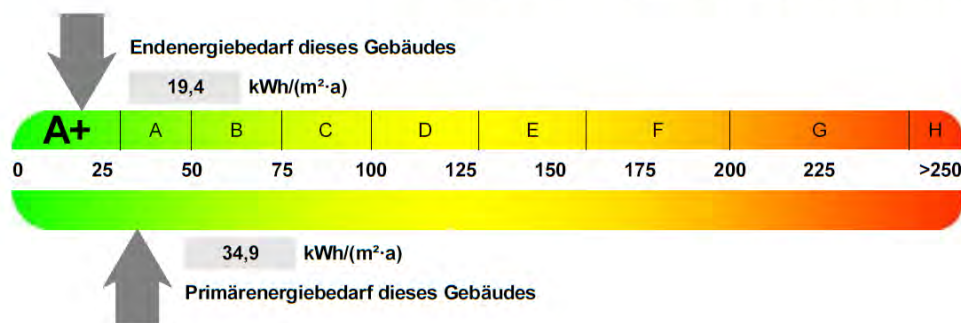 Endenergiebedarf dieses Gebäudes
19,4 kWh/(m²·a)
A+ A B C D E F G H
0 25 50 75 100 125 150 175 200 225 >250
34,9 kWh/(m²·a)
Primärenergiebedarf dieses Gebäudes